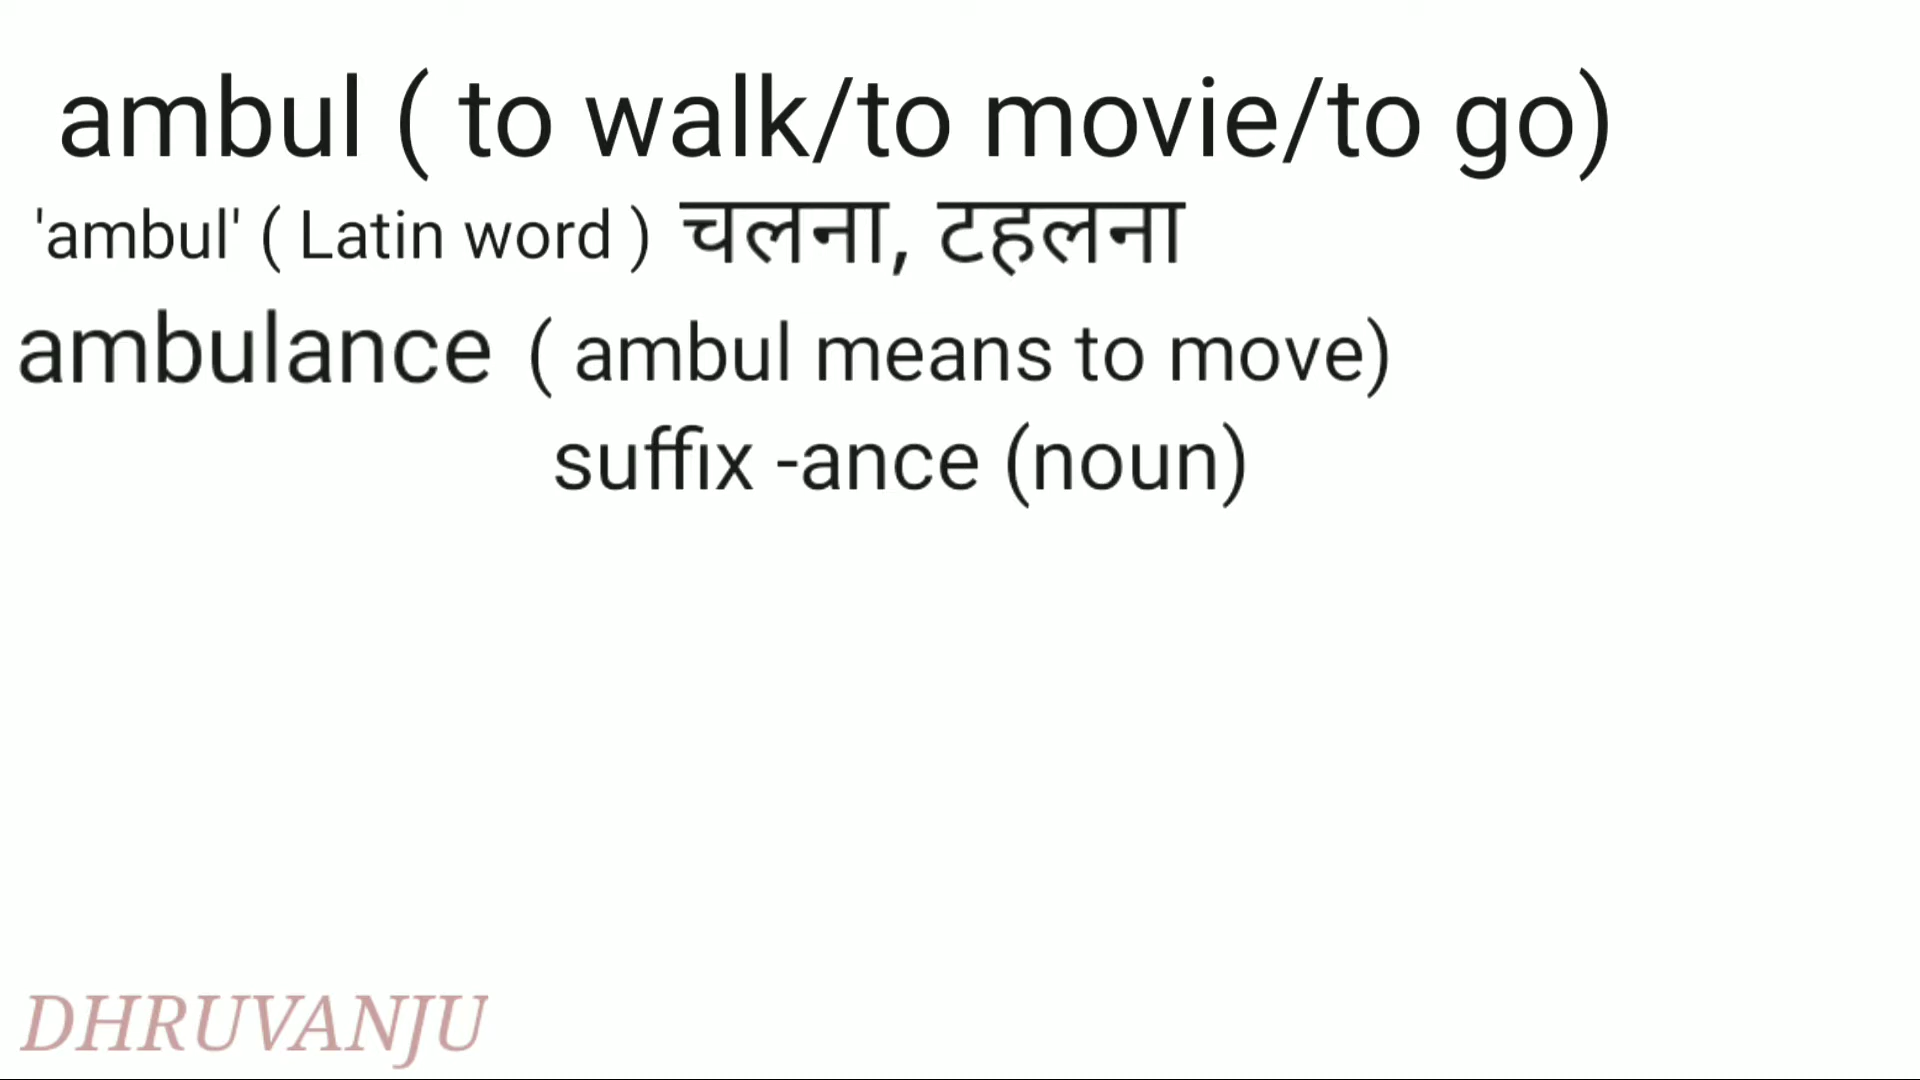 ambul ( to walk/to movie/to go)
'ambul' ( Latin word ) चलना, टहलना
ambulance ( ambul means to move)
suffix -ance (noun)
DHRUVANJU